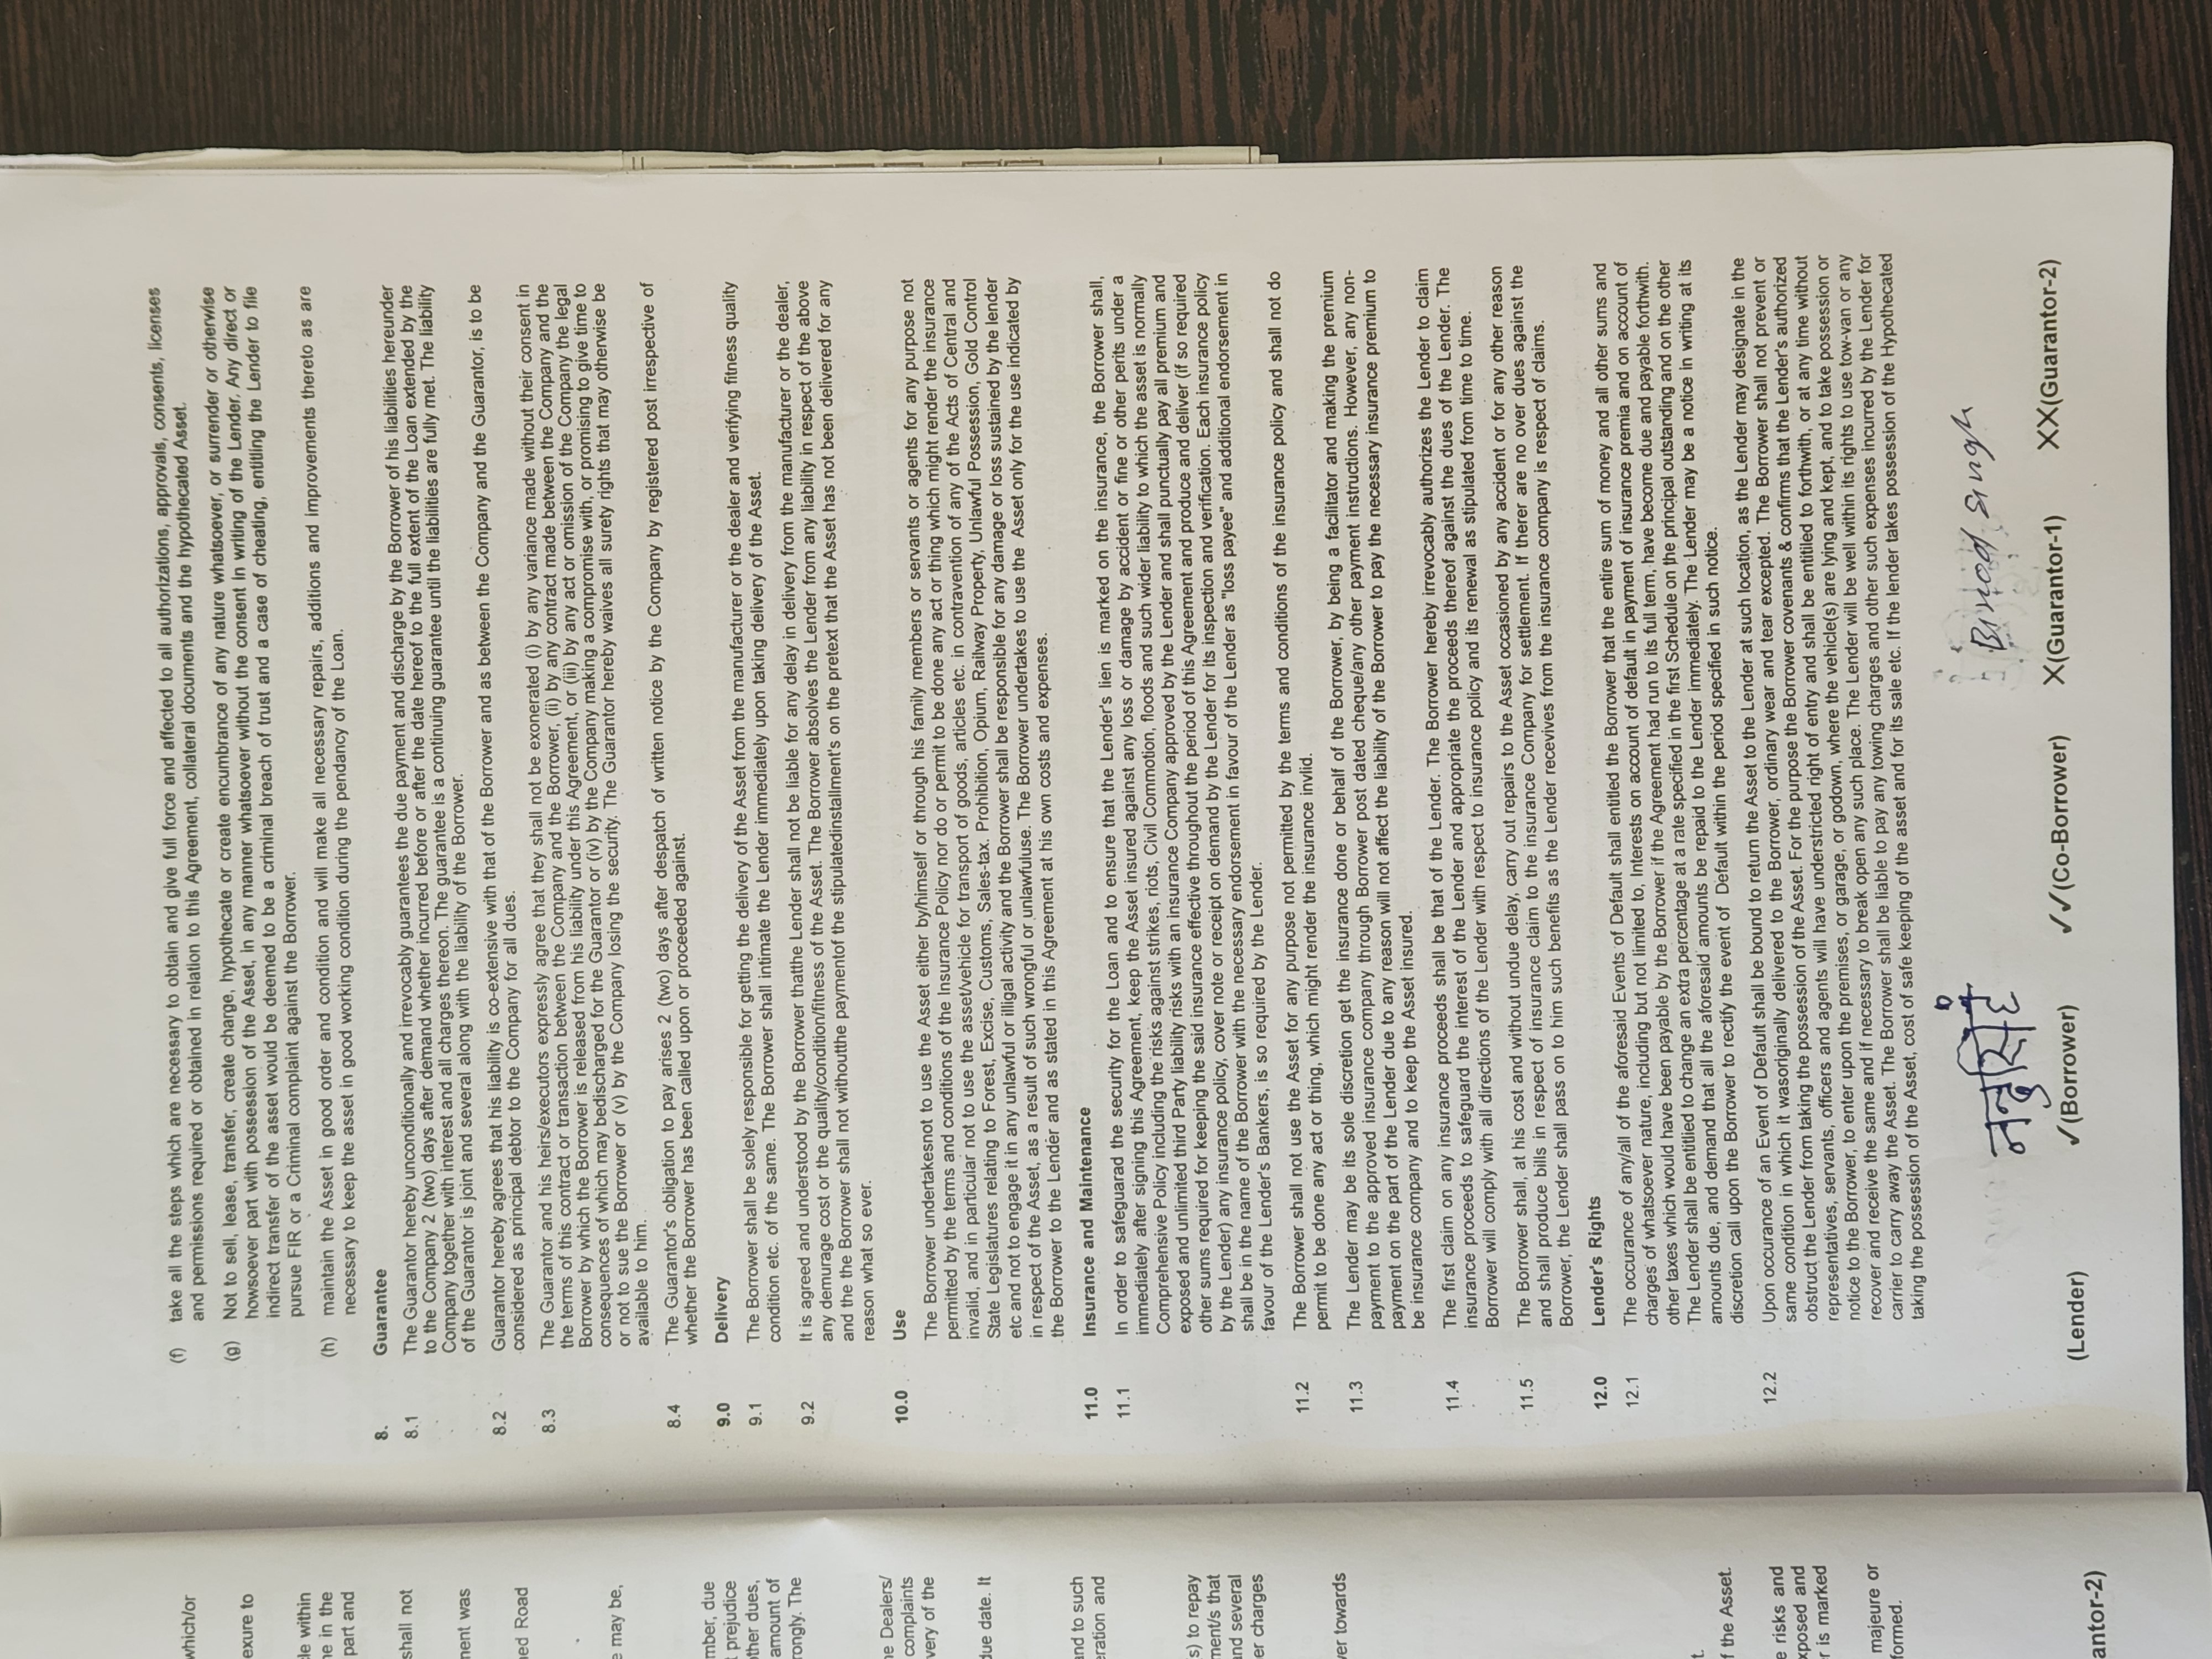 which/or
exure to
cle within
ne in the
part and
shall not
nent was
ned Road
e may be,
mber, due
t prejudice
other dues,
amount of
rongly. The
he Dealers/
complaints
very of the
due date. It
and to such
eration and
s) to repay
ment/s that
and several
er charges
ver towards
t.
f the Asset.
e risks and
xposed and
r is marked
majeure or
formed.
antor-2)
(f) take all the steps which are necessary to obtain and give full force and affected to all authorizations, approvals, consents, licenses
and permissions required or obtained in relation to this Agreement, collateral documents and the hypothecated Asset.
(g) Not to sell, lease, transfer, create charge, hypothecate or create encumbrance of any nature whatsoever, or surrender or otherwise
howsoever part with possession of the Asset, in any manner whatsoever without the consent in writing of the Lender. Any direct or
indirect transfer of the asset would be deemed to be a criminal breach of trust and a case of cheating, entitling the Lender to file
pursue FIR or a Criminal complaint against the Borrower.
(h) maintain the Asset in good order and condition and will make all necessary repairs, additions and improvements thereto as are
necessary to keep the asset in good working condition during the pendancy of the Loan.
8. Guarantee
8.1 The Guarantor hereby unconditionally and irrevocably guarantees the due payment and discharge by the Borrower of his liabilities hereunder
to the Company 2 (two) days after demand whether incurred before or after the date hereof to the full extent of the Loan extended by the
Company together with interest and all charges thereon. The guarantee is a continuing guarantee until the liabilities are fully met. The liability
of the Guarantor is joint and several along with the liability of the Borrower.
8.2 Guarantor hereby agrees that his liability is co-extensive with that of the Borrower and as between the Company and the Guarantor, is to be
considered as principal debtor to the Company for all dues.
8.3 The Guarantor and his heirs/executors expressly agree that they shall not be exonerated (i) by any variance made without their consent in
the terms of this contract or transaction between the Company and the Borrower, (ii) by any contract made between the Company and the
Borrower by which the Borrower is released from his liability under this Agreement, or (iii) by any act or omission of the Company the legal
consequences of which may bedischarged for the Guarantor or (iv) by the Company making a compromise with, or promising to give time to
or not to sue the Borrower or (v) by the Company losing the security. The Guarantor hereby waives all surety rights that may otherwise be
available to him.
8.4 The Guarantor's obligation to pay arises 2 (two) days after despatch of written notice by the Company by registered post irrespective of
whether the Borrower has been called upon or proceeded against.
9.0 Delivery
9.1 The Borrower shall be solely responsible for getting the delivery of the Asset from the manufacturer or the dealer and verifying fitness quality
condition etc. of the same. The Borrower shall intimate the Lender immediately upon taking delivery of the Asset.
9.2 It is agreed and understood by the Borrower thatthe Lender shall not be liable for any delay in delivery from the manufacturer or the dealer,
any demurage cost or the quality/condition/fitness of the Asset. The Borrower absolves the Lender from any liability in respect of the above
and the the Borrower shall not withoutthe paymentof the stipulatedinstallment's on the pretext that the Asset has not been delivered for any
reason what so ever.
10.0 Use
The Borrower undertakesnot to use the Asset either by/himself or through his family members or servants or agents for any purpose not
permitted by the terms and conditions of the Insurance Policy nor do or permit to be done any act or thing which might render the insurance
invalid, and in particular not to use the asset/vehicle for transport of goods, articles etc. in contravention of any of the Acts of Central and
State Legislatures relating to Forest, Excise, Customs, Sales-tax. Prohibition, Opium, Railway Property, Unlawful Possession, Gold Control
etc and not to engage it in any unlawful or illigal activity and the Borrower shall be responsible for any damage or loss sustained by the lender
in respect of the Asset, as a result of such wrongful or unlawfuluse. The Borrower undertakes to use the Asset only for the use indicated by
the Borrower to the Lender and as stated in this Agreement at his own costs and expenses.
11.0 Insurance and Maintenance
11.1 In order to safeguarad the security for the Loan and to ensure that the Lender's lien is marked on the insurance, the Borrower shall,
immediately after signing this Agreement, keep the Asset insured against any loss or damage by accident or fine or other perits under a
Comprehensive Policy including the risks against strikes, riots, Civil Commotion, floods and such wider liability to which the asset is normally
exposed and unlimited third Party liability risks with an insurance Company approved by the Lender and shall punctually pay all premium and
other sums required for keeping the said insurance effective throughout the period of this Agreement and produce and deliver (if so required
by the Lender) any insurance policy, cover note or receipt on demand by the Lender for its inspection and verification. Each insurance policy
shall be in the name of the Borrower with the necessary endorsement in favour of the Lender as "loss payee" and additional endorsement in
favour of the Lender's Bankers, is so required by the Lender.
11.2 The Borrower shall not use the Asset for any purpose not permitted by the terms and conditions of the insurance policy and shall not do
permit to be done any act or thing, which might render the insurance invlid.
11.3 The Lender may be its sole discretion get the insurance done or behalf of the Borrower, by being a facilitator and making the premium
payment to the approved insurance company through Borrower post dated cheque/any other payment instructions. However, any non-
payment on the part of the Lender due to any reason will not affect the liability of the Borrower to pay the necessary insurance premium to
be insurance company and to keep the Asset insured.
11.4 The first claim on any insurance proceeds shall be that of the Lender. The Borrower hereby irrevocably authorizes the Lender to claim
insurance proceeds to safeguard the interest of the Lender and appropriate the proceeds thereof against the dues of the Lender. The
Borrower will comply with all directions of the Lender with respect to insurance policy and its renewal as stipulated from time to time.
11.5 The Borrower shall, at his cost and without undue delay, carry out repairs to the Asset occasioned by any accident or for any other reason
and shall produce bills in respect of insurance claim to the insurance Company for settlement. If therer are no over dues against the
Borrower, the Lender shall pass on to him such benefits as the Lender recevives from the insurance company is respect of claims.
12.0 Lender's Rights
12.1 The occurance of any/all of the aforesaid Events of Default shall entitled the Borrower that the entire sum of money and all other sums and
charges of whatsoever nature, including but not limited to, Interests on account of default in payment of insurance premia and on account of
other taxes which would have been payable by the Borrower if the Agreement had run to its full term, have become due and payable forthwith.
The Lender shall be entitlied to change an extra percentage at a rate specified in the first Schedule on the principal outstanding and on the other
amounts due, and demand that all the aforesaid amounts be repaid to the Lender immediately. The Lender may be a notice in writing at its
discretion call upon the Borrower to rectify the event of Default within the period specified in such notice.
12.2 Upon occurance of an Event of Default shall be bound to return the Asset to the Lender at such location, as the Lender may designate in the
same condition in which it wasoriginally delivered to the Borrower, ordinary wear and tear excepted. The Borrower shall not prevent or
obstruct the Lender from taking the possession of the Asset. For the purpose the Borrower covenants & confirms that the Lender's authorized
representatives, servants, officers and agents will have understricted right of entry and shall be entitiled to forthwith, or at any time without
notice to the Borrower, to enter upon the premises, or garage, or godown, where the vehicle(s) are lying and kept, and to take possession or
recover and receive the same and if necessary to break open any such place. The Lender will be well within its rights to use tow-van or any
carrier to carry away the Asset. The Borrower shall be liable to pay any towing charges and other such expenses incurred by the Lender for
taking the possession of the Asset, cost of safe keeping of the asset and for its sale etc. If the lender takes possession of the Hypothecated
नन्दुसिंह Binod Singh
(Lender) ✓(Borrower) ✓✓(Co-Borrower) X(Guarantor-1) XX(Guarantor-2)